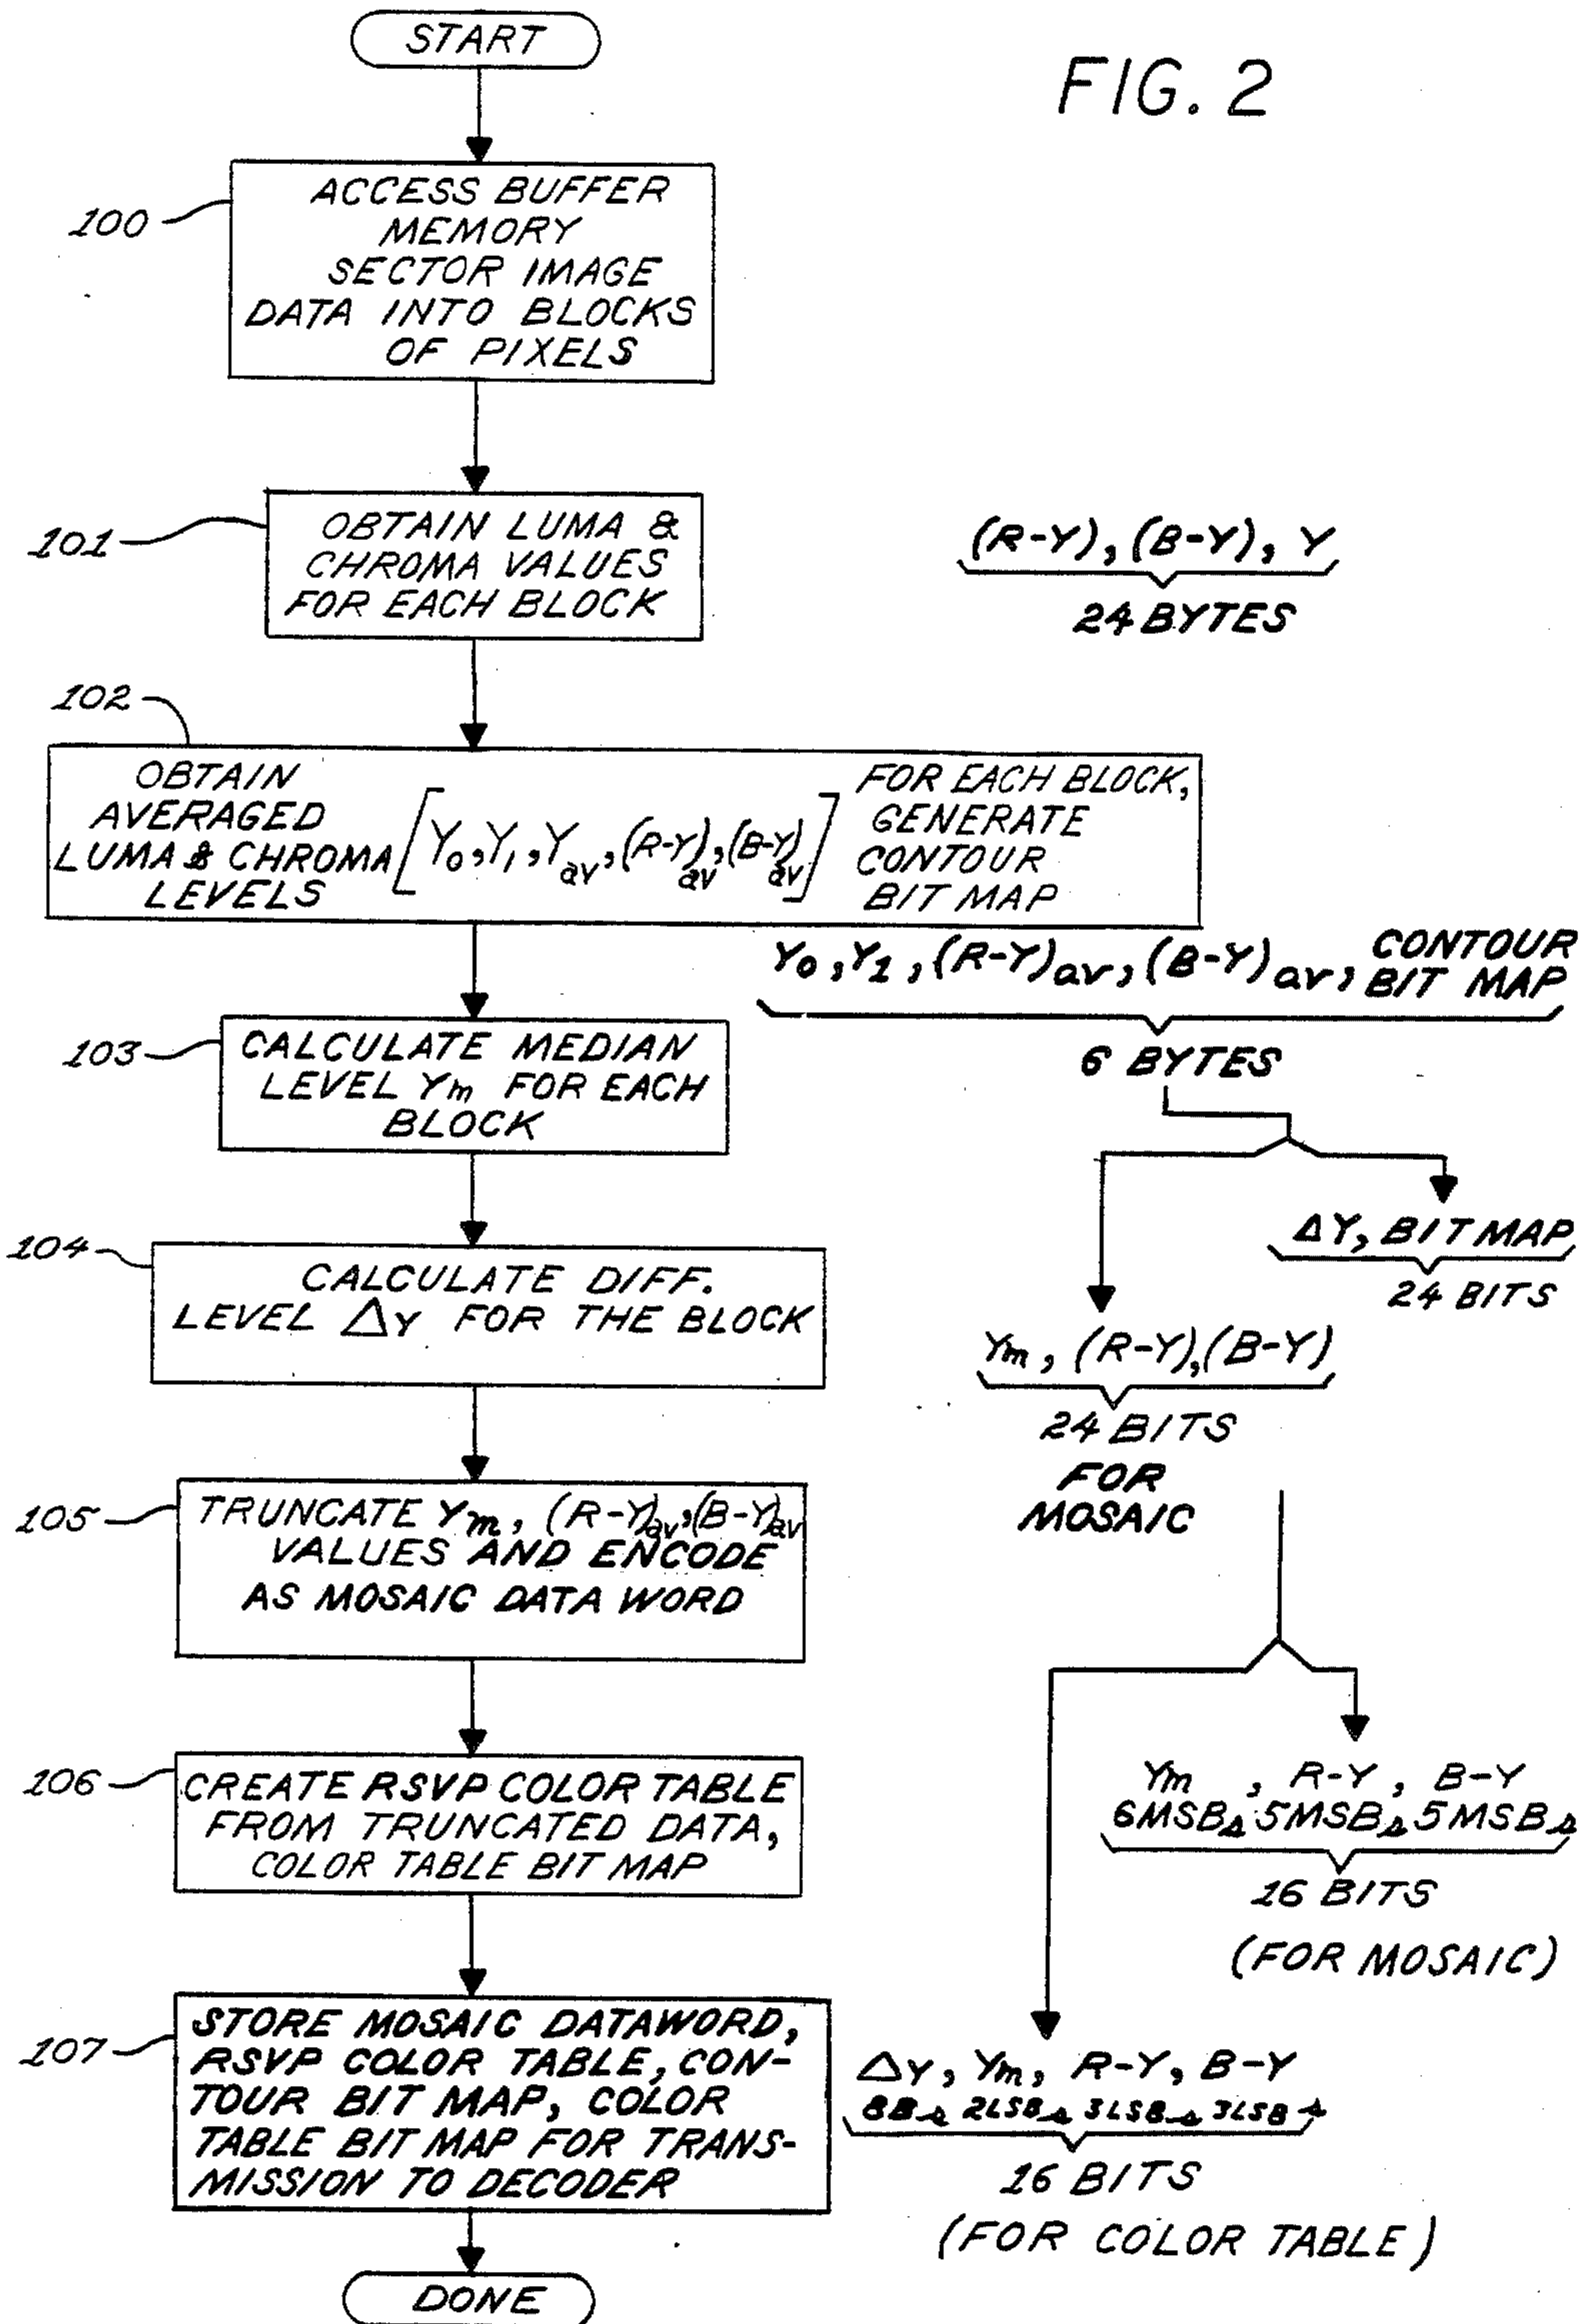 FIG. 2
START
100
ACCESS BUFFER
MEMORY
SECTOR IMAGE
DATA INTO BLOCKS
OF PIXELS
101
OBTAIN LUMA &
CHROMA VALUES
FOR EACH BLOCK
(R-Y), (B-Y), Y
24 BYTES
102
OBTAIN
AVERAGED
LUMA & CHROMA
LEVELS
[Y0, Y1, Yav, (R-Y)av, (B-Y)av]
FOR EACH BLOCK,
GENERATE
CONTOUR
BIT MAP
Y0, Y1, (R-Y)av, (B-Y)av, CONTOUR
BIT MAP
6 BYTES
103
CALCULATE MEDIAN
LEVEL Ym FOR EACH
BLOCK
ΔY, BIT MAP
24 BITS
104
CALCULATE DIFF.
LEVEL ΔY FOR THE BLOCK
Ym, (R-Y), (B-Y)
24 BITS
FOR
MOSAIC
105
TRUNCATE Ym, (R-Y)av, (B-Y)av
VALUES AND ENCODE
AS MOSAIC DATA WORD
106
CREATE RSVP COLOR TABLE
FROM TRUNCATED DATA,
COLOR TABLE BIT MAP
Ym , R-Y , B-Y
6MSBs 5MSBs 5MSBs
16 BITS
(FOR MOSAIC)
107
STORE MOSAIC DATAWORD,
RSVP COLOR TABLE, CON-
TOUR BIT MAP, COLOR
TABLE BIT MAP FOR TRANS-
MISSION TO DECODER
ΔY, Ym, R-Y, B-Y
8Bs 2LSBs 3LSBs 3LSBs
16 BITS
(FOR COLOR TABLE)
DONE